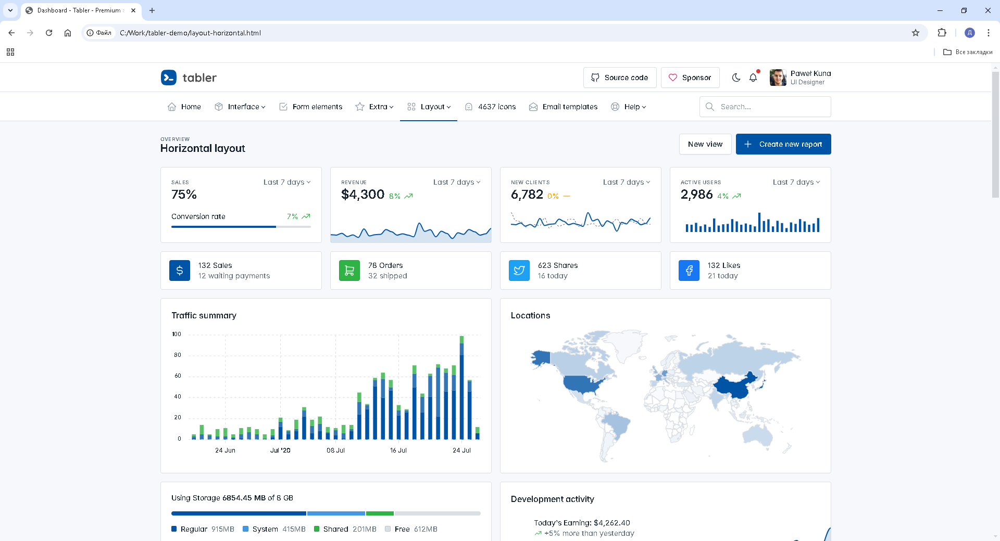 Dashboard - Tabler - Premium
Файл
C:/Work/tabler-demo/layout-horizontal.html
Д
Все закладки
tabler
Source code
Sponsor
Paweł Kuna
UI Designer
Home
Interface
Form elements
Extra
Layout
4637 icons
Email templates
Help
Search...
OVERVIEW
Horizontal layout
New view
Create new report
SALES
Last 7 days
75%
Conversion rate
7%
REVENUE
Last 7 days
$4,300
8%
NEW CLIENTS
Last 7 days
6,782
0%
ACTIVE USERS
Last 7 days
2,986
4%
132 Sales
12 waiting payments
78 Orders
32 shipped
623 Shares
16 today
132 Likes
21 today
Traffic summary
100
80
60
40
20
0
24 Jun
Jul '20
08 Jul
16 Jul
24 Jul
Locations
Using Storage 6854.45 MB of 8 GB
Regular 915MB
System 415MB
Shared 201MB
Free 612MB
Development activity
Today's Earning: $4,262.40
+5% more than yesterday